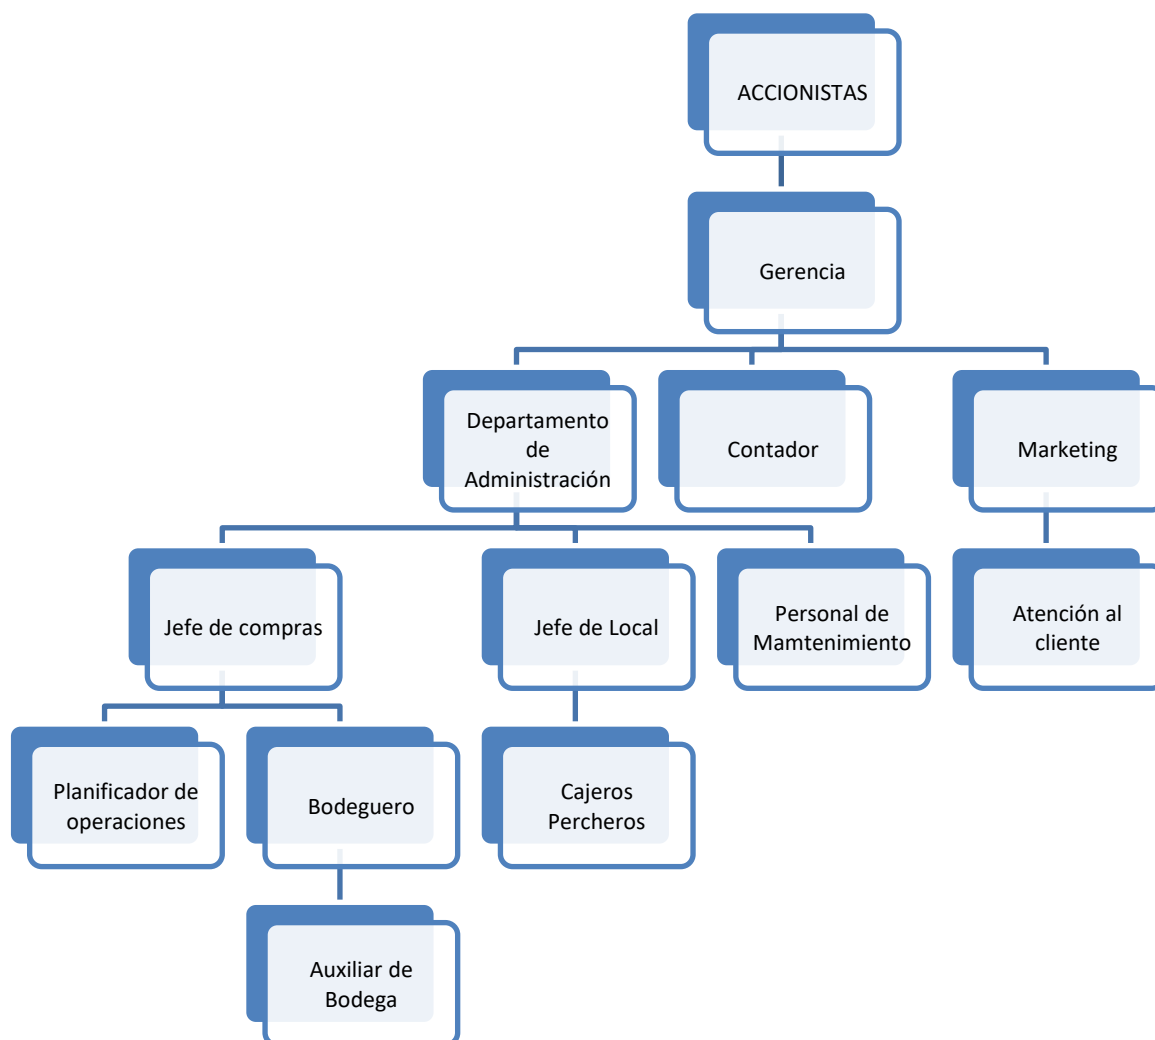 ACCIONISTAS
Gerencia
Departamento
de
Administración
Contador
Marketing
Jefe de compras
Jefe de Local
Personal de
Mamtenimiento
Atención al
cliente
Planificador de
operaciones
Bodeguero
Cajeros
Percheros
Auxiliar de
Bodega